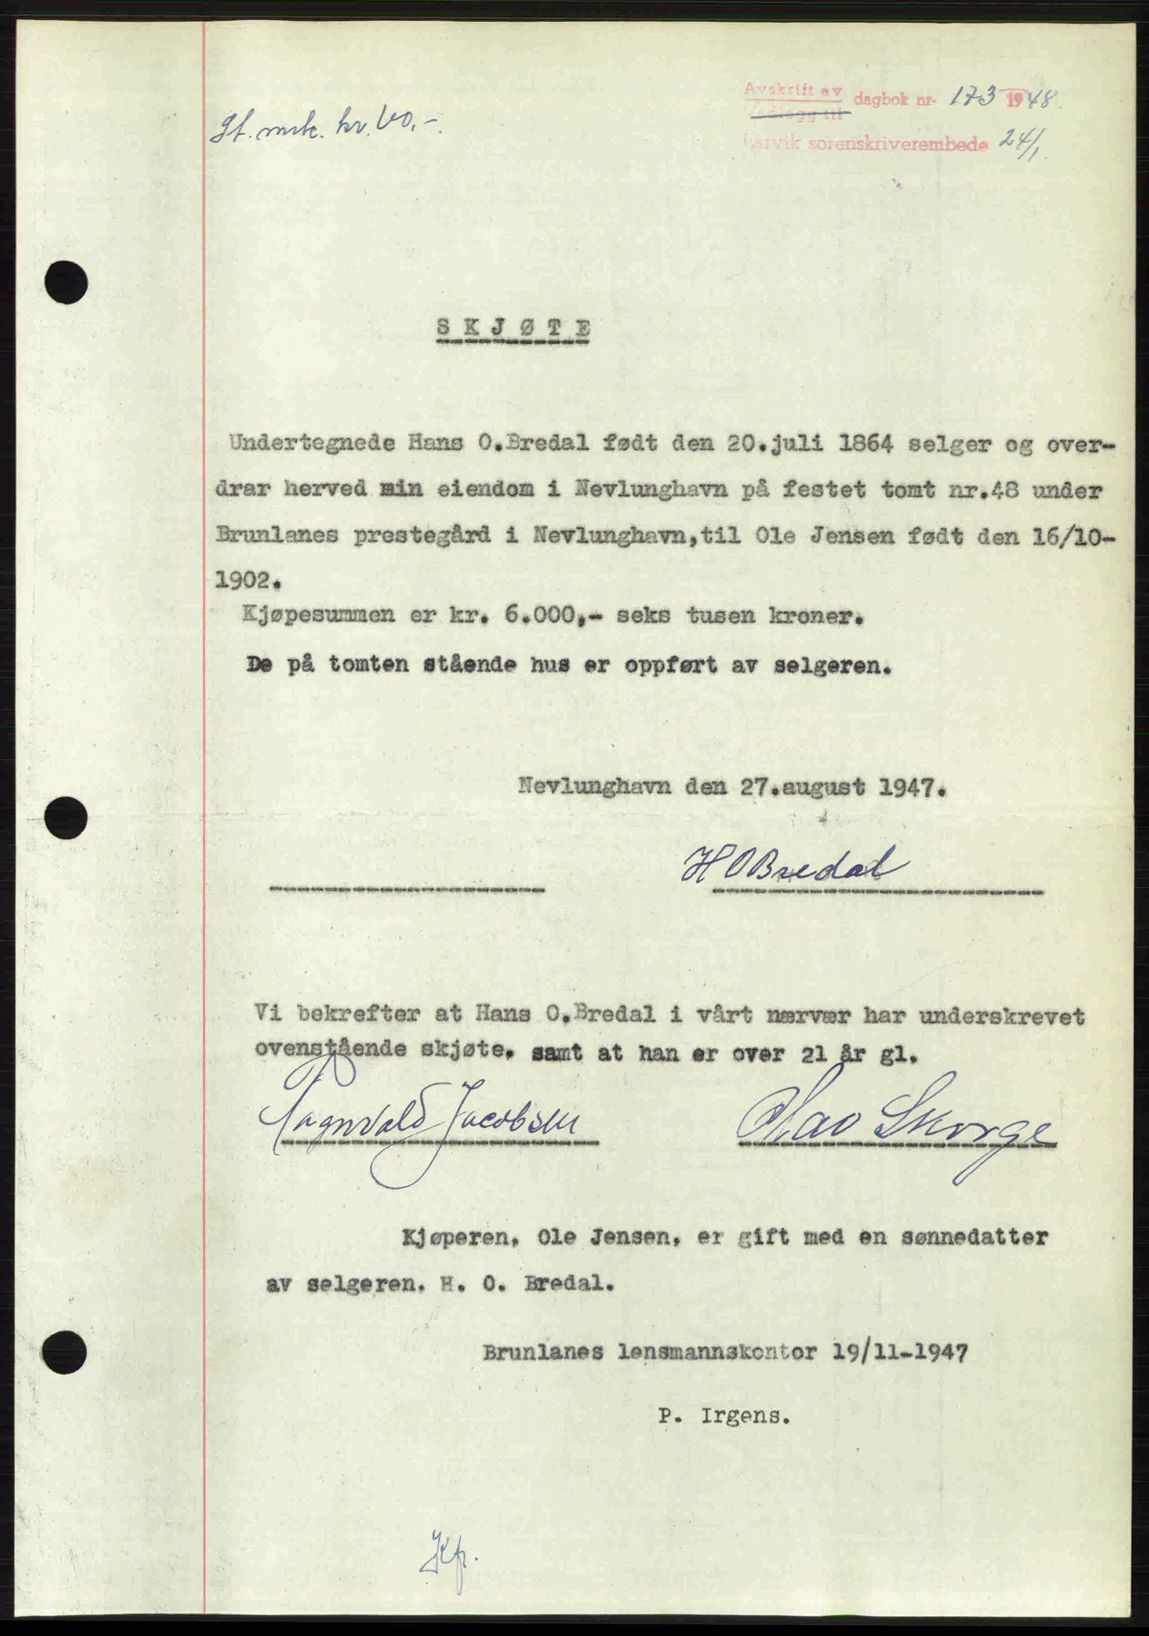 Avskrift av
Vedlegg til
dagbok nr. 173 1948.
Larvik sorenskriverembede 24/1.
St. mrk. kr. 60,-.
SKJØTE
Undertegnede Hans O.Bredal født den 20.juli 1864 selger og over-
drar herved min eiendom i Nevlunghavn på festet tomt nr.48 under
Brunlanes prestegård i Nevlunghavn,til Ole Jensen født den 16/10-
1902.
Kjøpesummen er kr. 6.000,- seks tusen kroner.
De på tomten stående hus er oppført av selgeren.
Nevlunghavn den 27.august 1947.
H O Bredal
Vi bekrefter at Hans O.Bredal i vårt nærvær har underskrevet
ovenstående skjøte. samt at han er over 21 år gl.
Ragnvald Jacobsen Olav Skorge
Kjøperen, Ole Jensen, er gift med en sønnedatter
av selgeren. H. O. Bredal.
Brunlanes lensmannskontor 19/11-1947
P. Irgens.
Kp.